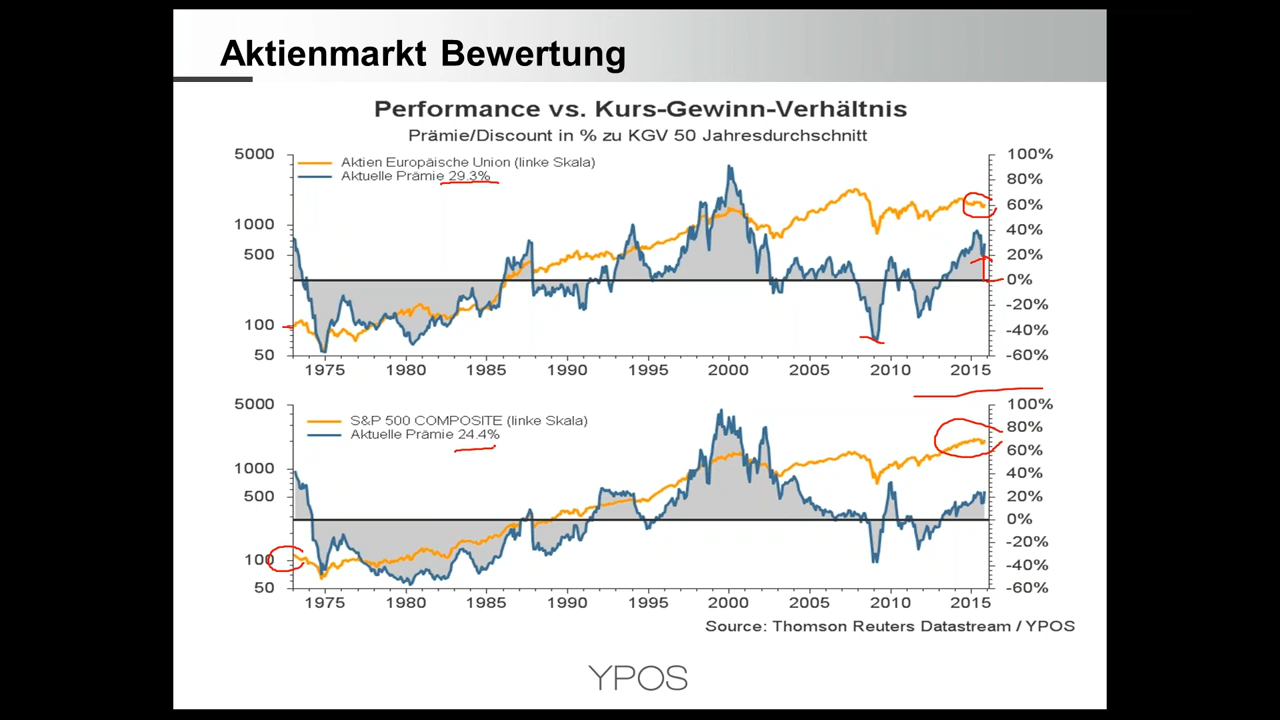 Aktienmarkt Bewertung
Performance vs. Kurs-Gewinn-Verhältnis
Prämie/Discount in % zu KGV 50 Jahresdurchschnitt
Aktien Europäische Union (linke Skala)
Aktuelle Prämie 29.3%
5000
1000
500
100
50
100%
80%
60%
40%
20%
0%
-20%
-40%
-60%
1975 1980 1985 1990 1995 2000 2005 2010 2015
S&P 500 COMPOSITE (linke Skala)
Aktuelle Prämie 24.4%
5000
1000
500
100
50
100%
80%
60%
40%
20%
0%
-20%
-40%
-60%
1975 1980 1985 1990 1995 2000 2005 2010 2015
Source: Thomson Reuters Datastream / YPOS
YPOS